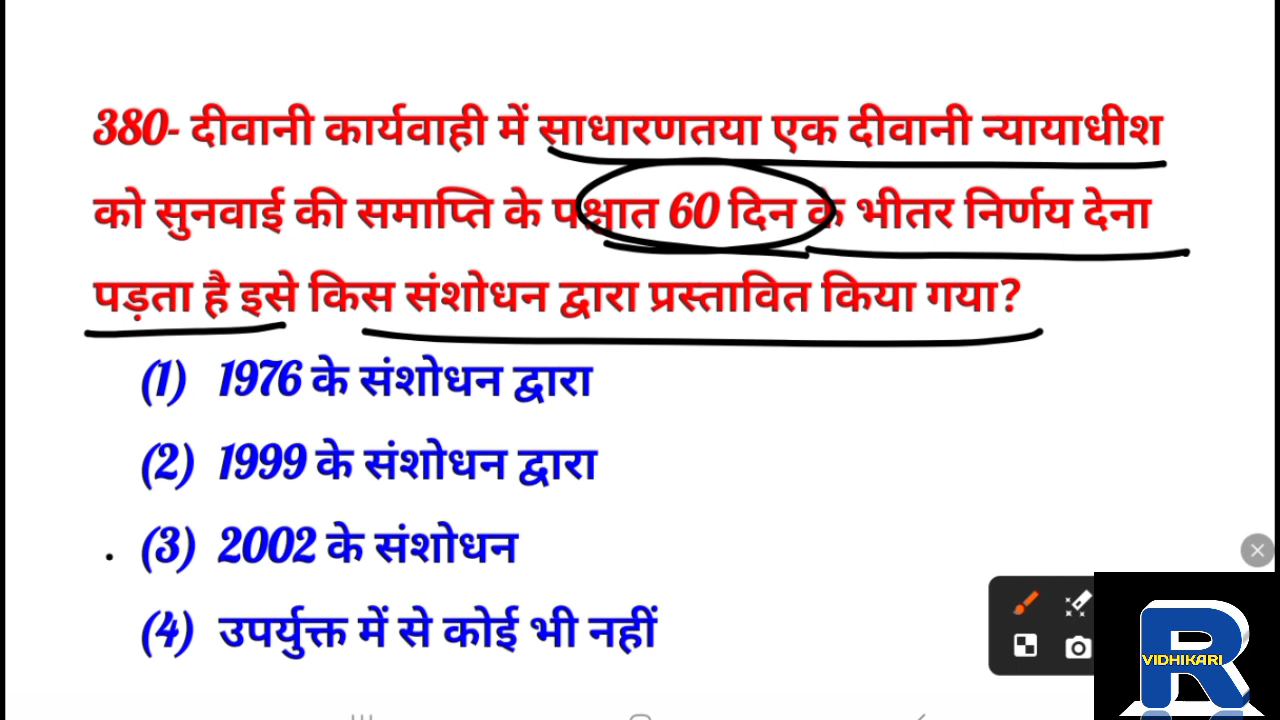 380- दीवानी कार्यवाही में साधारणतया एक दीवानी न्यायाधीश
को सुनवाई की समाप्ति के पश्चात 60 दिन के भीतर निर्णय देना
पड़ता है इसे किस संशोधन द्वारा प्रस्तावित किया गया?
(1) 1976 के संशोधन द्वारा
(2) 1999 के संशोधन द्वारा
(3) 2002 के संशोधन
(4) उपर्युक्त में से कोई भी नहीं
R
VIDHIKARI